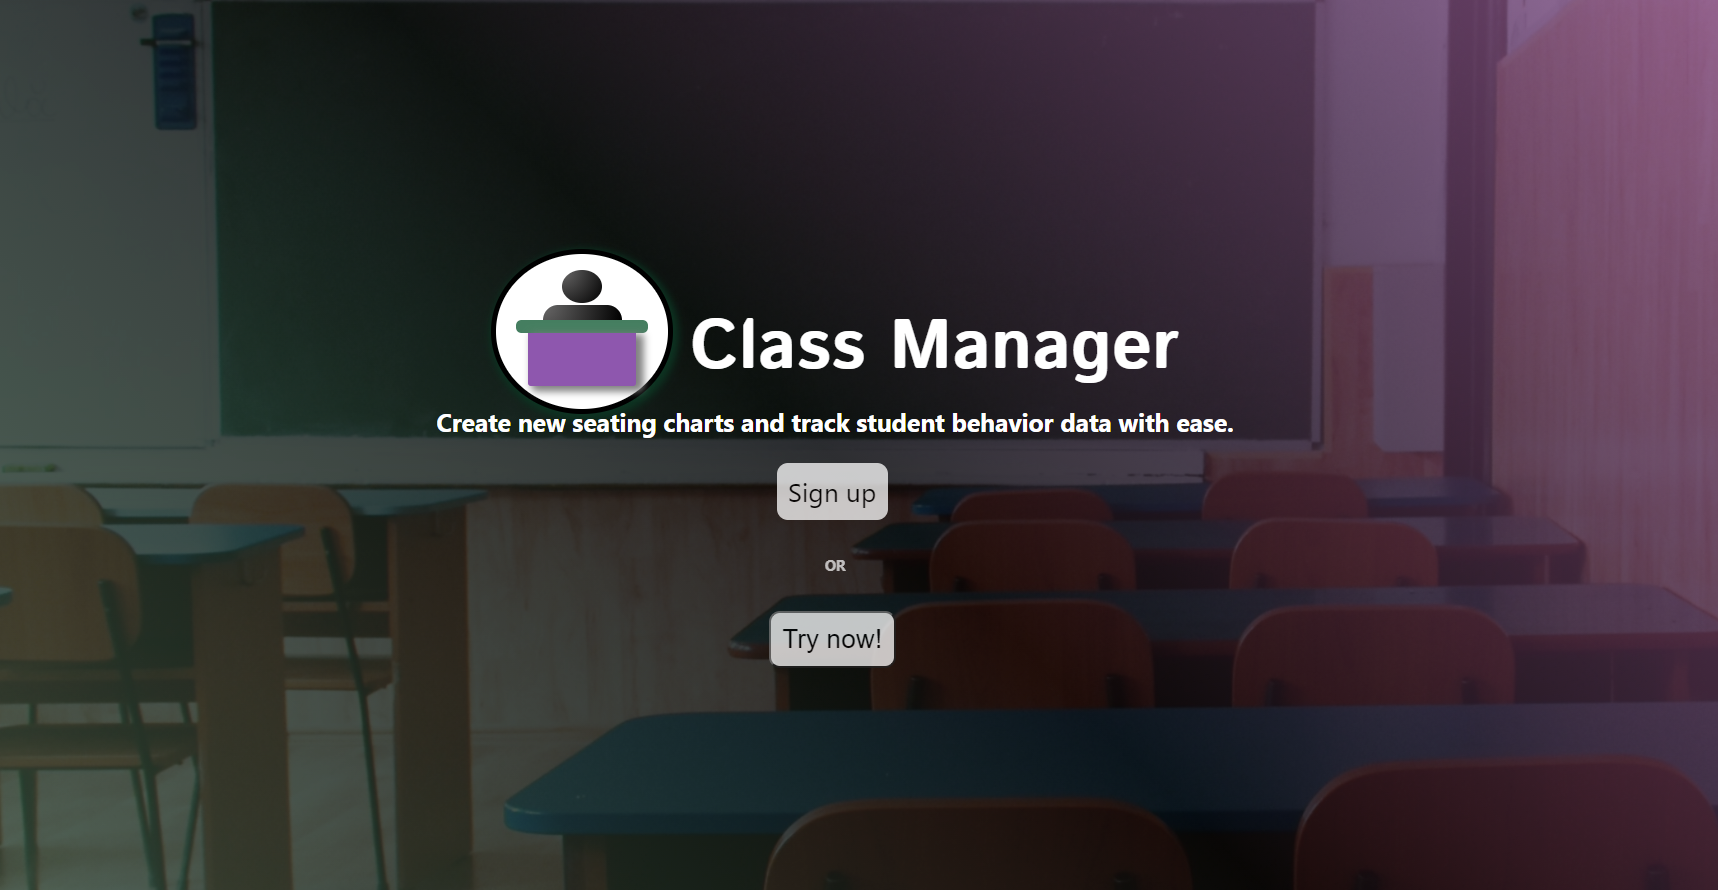 Class Manager
Create new seating charts and track student behavior data with ease.
Sign up
OR
Try now!